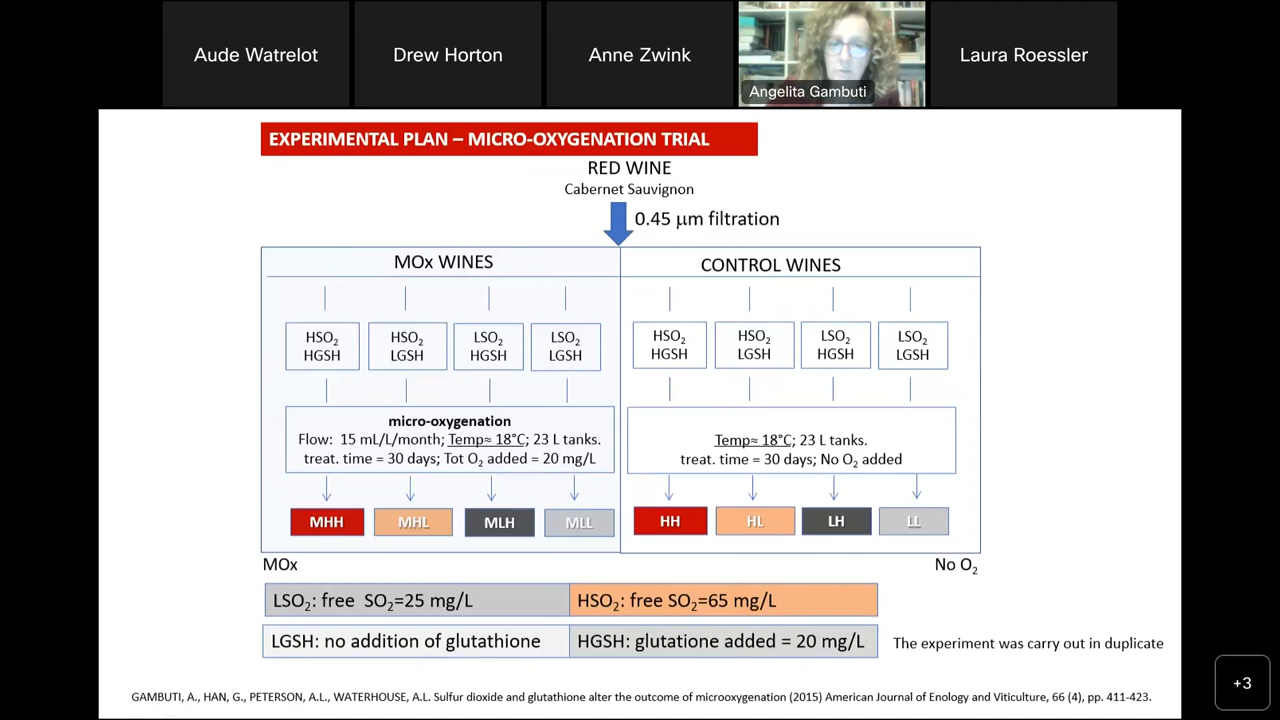 Aude Watrelot
Drew Horton
Anne Zwink
Angelita Gambuti
Laura Roessler
EXPERIMENTAL PLAN – MICRO-OXYGENATION TRIAL
RED WINE
Cabernet Sauvignon
0.45 µm filtration
MOx WINES
CONTROL WINES
HSO₂
HGSH
HSO₂
LGSH
LSO₂
HGSH
LSO₂
LGSH
HSO₂
HGSH
HSO₂
LGSH
LSO₂
HGSH
LSO₂
LGSH
micro-oxygenation
Flow: 15 mL/L/month; Temp≈ 18°C; 23 L tanks.
treat. time = 30 days; Tot O₂ added = 20 mg/L
Temp≈ 18°C; 23 L tanks.
treat. time = 30 days; No O₂ added
MHH
MHL
MLH
MLL
HH
HL
LH
LL
MOx
No O₂
LSO₂: free SO₂=25 mg/L
HSO₂: free SO₂=65 mg/L
LGSH: no addition of glutathione
HGSH: glutatione added = 20 mg/L
The experiment was carry out in duplicate
GAMBUTI, A., HAN, G., PETERSON, A.L., WATERHOUSE, A.L. Sulfur dioxide and glutathione alter the outcome of microoxygenation (2015) American Journal of Enology and Viticulture, 66 (4), pp. 411-423.
+3